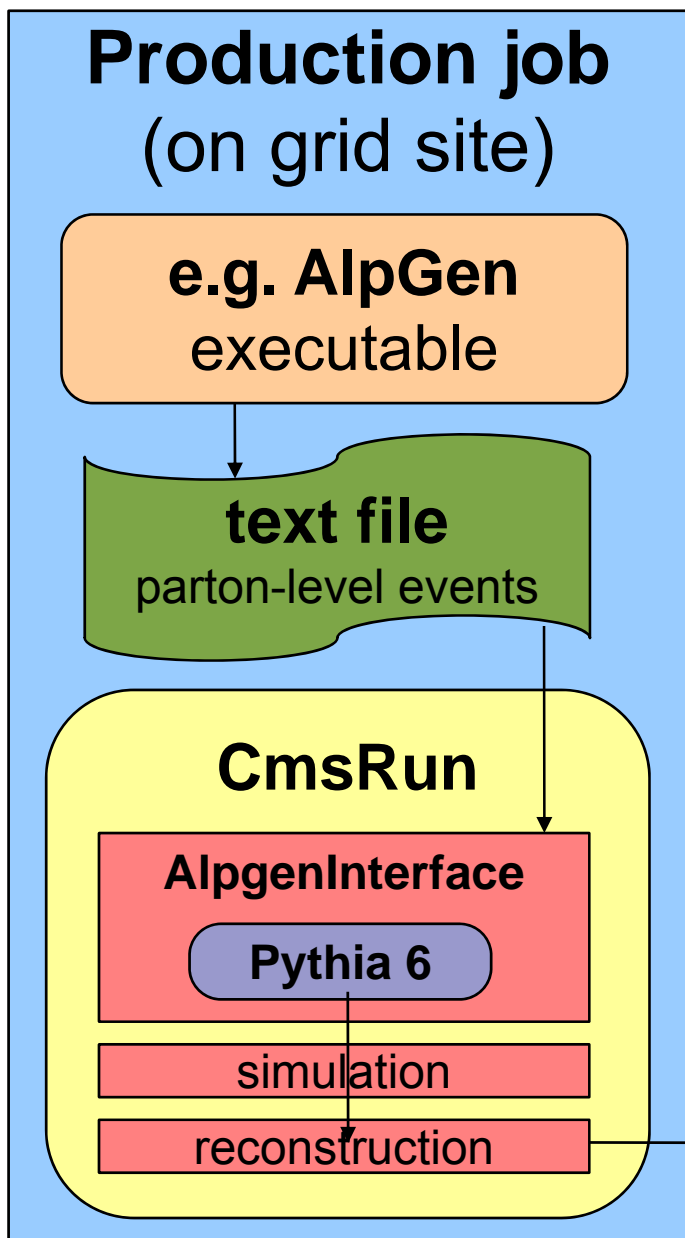 Production job
(on grid site)
e.g. AlpGen
executable
text file
parton-level events
CmsRun
AlpgenInterface
Pythia 6
simulation
reconstruction